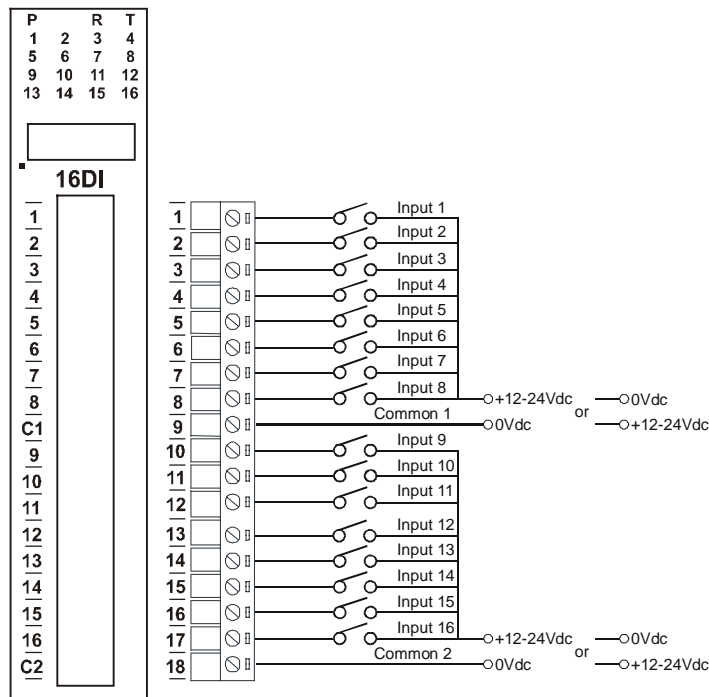 P R T
1 2 3 4
5 6 7 8
9 10 11 12
13 14 15 16
16DI
1
2
3
4
5
6
7
8
C1
9
10
11
12
13
14
15
16
C2
1 Input 1
2 Input 2
3 Input 3
4 Input 4
5 Input 5
6 Input 6
7 Input 7
8 Input 8 +12-24Vdc or 0Vdc
9 Common 1 0Vdc +12-24Vdc
10 Input 9
11 Input 10
12 Input 11
13 Input 12
14 Input 13
15 Input 14
16 Input 15
17 Input 16 +12-24Vdc or 0Vdc
18 Common 2 0Vdc +12-24Vdc